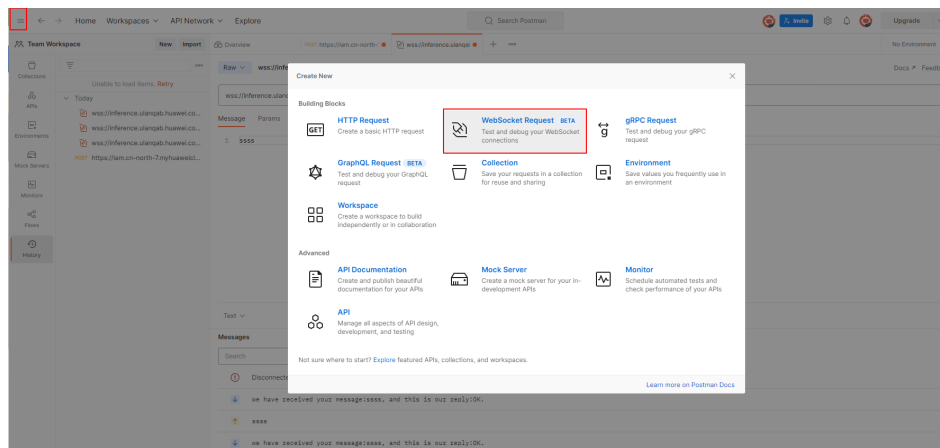 Home Workspaces API Network Explore Search Postman Invite Upgrade
Team Workspace New Import Overview POST https://iam.cn-north- wss://inference.ulanqa No Environment
Collections
APIs
Environments
Mock Servers
Monitors
Flows
History
Unable to load items. Retry
Today
wss://inference.ulanqab.huawei.co...
wss://inference.ulanqab.huawei.co...
wss://inference.ulanqab.huawei.co...
POST https://iam.cn-north-7.myhuaweicl...
Raw wss://infe Docs Feedb
wss://inference.ulanq
Message Params
1 ssss
Create New
Building Blocks
GET
HTTP Request
Create a basic HTTP request
WebSocket Request BETA
Test and debug your WebSocket
connections
gRPC Request
Test and debug your gRPC
request
GraphQL Request BETA
Test and debug your GraphQL
request
Collection
Save your requests in a collection
for reuse and sharing
Environment
Save values you frequently use in
an environment
Workspace
Create a workspace to build
independently or in collaboration
Advanced
API Documentation
Create and publish beautiful
documentation for your APIs
Mock Server
Create a mock server for your in-
development APIs
Monitor
Schedule automated tests and
check performance of your APIs
API
Manage all aspects of API design,
development, and testing
Not sure where to start? Explore featured APIs, collections, and workspaces.
Learn more on Postman Docs
Text
Messages
Search
Disconnecte
we have received your message:ssss, and this is our reply:OK.
ssss
we have received your message:ssss, and this is our reply:OK.